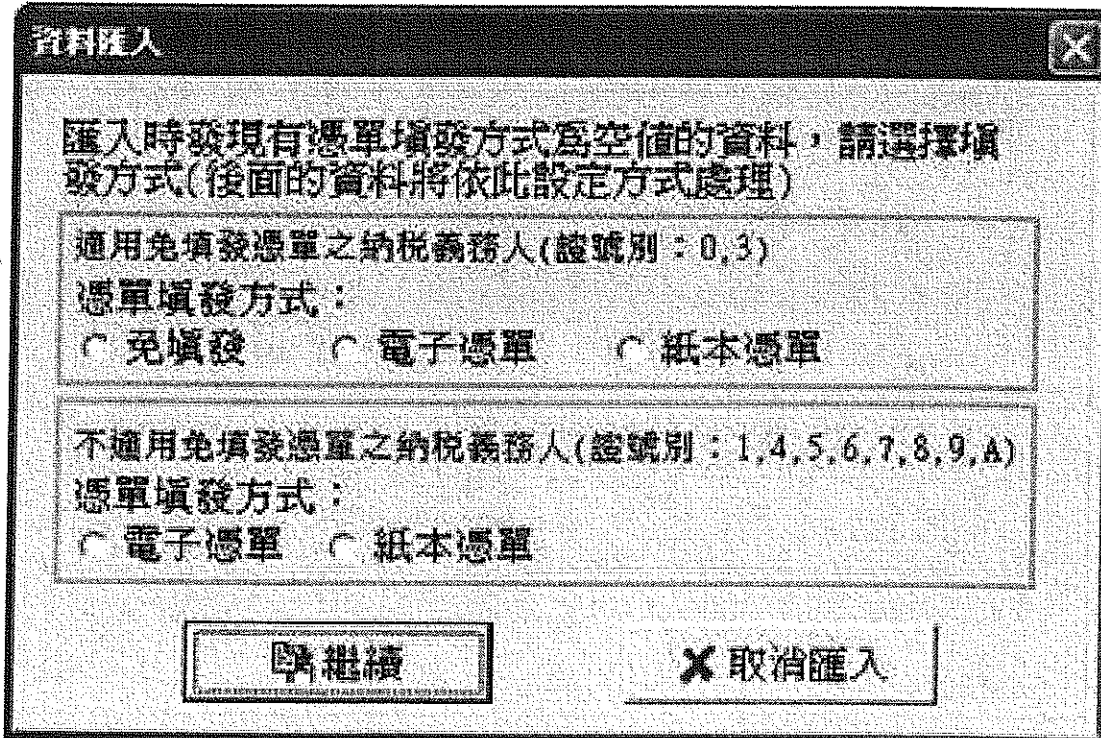 資料匯入
匯入時發現有憑單填發方式為空值的資料，請選擇填
發方式(後面的資料將依此設定方式處理)
適用免填發憑單之納稅義務人(證號別：0,3)
憑單填發方式：
免填發 電子憑單 紙本憑單
不適用免填發憑單之納稅義務人(證號別：1,4,5,6,7,8,9,A)
憑單填發方式：
電子憑單 紙本憑單
繼續 取消匯入